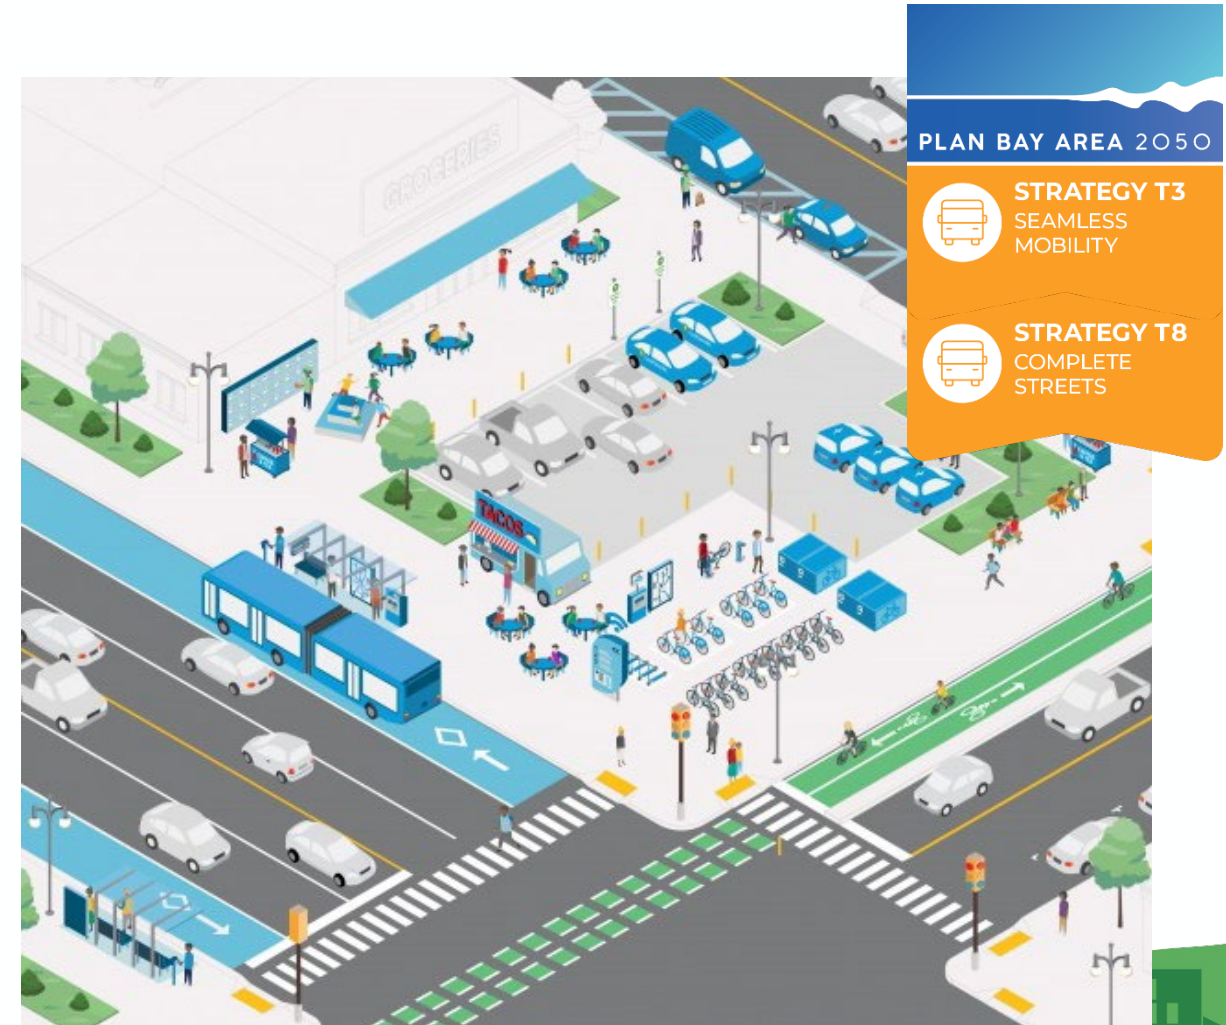 GROCERIES
PLAN BAY AREA 2050
STRATEGY T3
SEAMLESS
MOBILITY
STRATEGY T8
COMPLETE
STREETS
TACOS